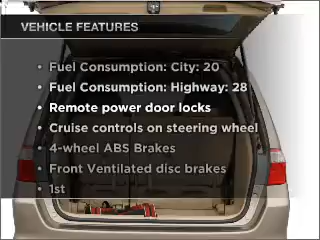 VEHICLE FEATURES
• Fuel Consumption: City: 20
• Fuel Consumption: Highway: 28
• Remote power door locks
• Cruise controls on steering wheel
• 4-wheel ABS Brakes
• Front Ventilated disc brakes
• 1st